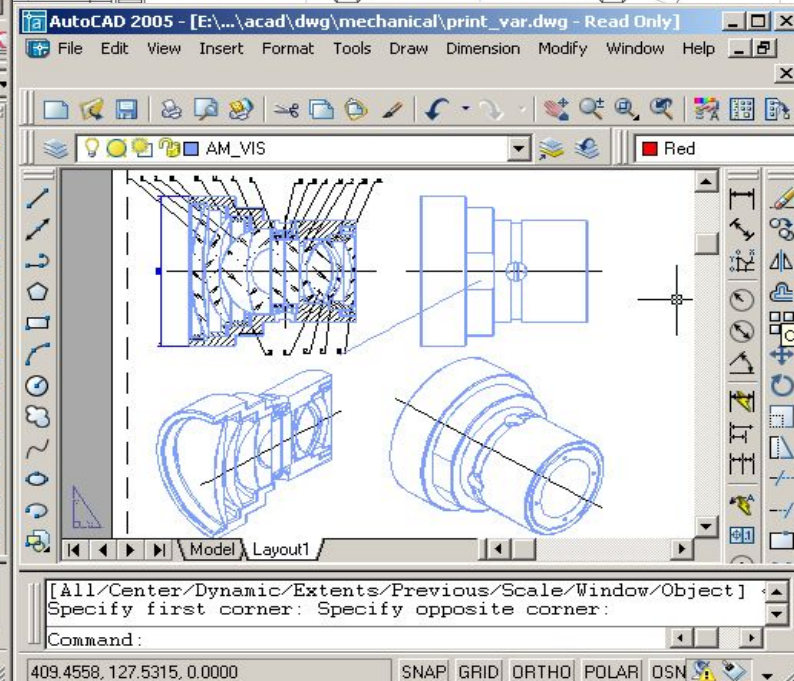 AutoCAD 2005 - [E:\...\acad\dwg\mechanical\print_var.dwg - Read Only]
File Edit View Insert Format Tools Draw Dimension Modify Window Help
AM_VIS
Red
Model Layout1
[All/Center/Dynamic/Extents/Previous/Scale/Window/Object]
Specify first corner: Specify opposite corner:
Command:
409.4558, 127.5315, 0.0000 SNAP GRID ORTHO POLAR OSN